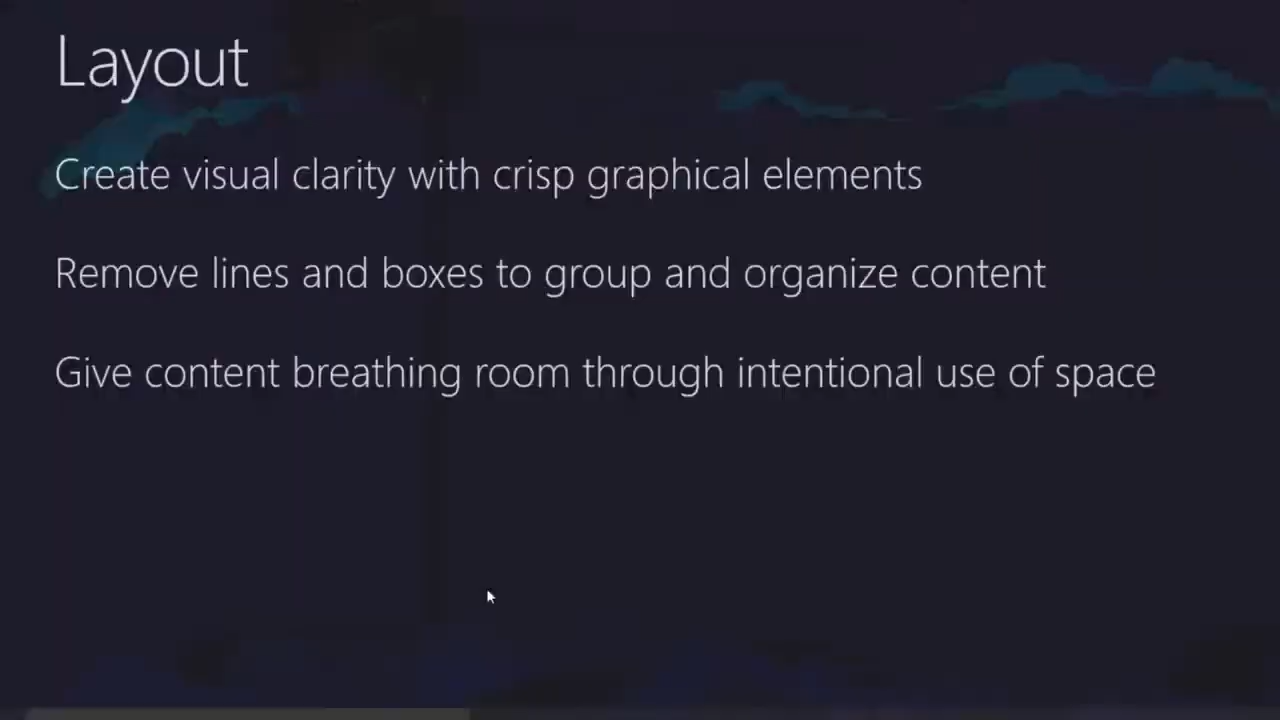 Layout
Create visual clarity with crisp graphical elements
Remove lines and boxes to group and organize content
Give content breathing room through intentional use of space